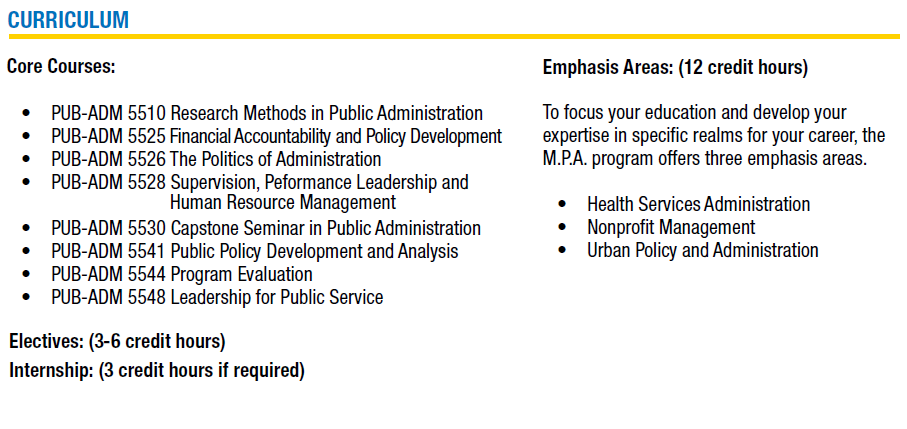 CURRICULUM
Core Courses:
• PUB-ADM 5510 Research Methods in Public Administration
• PUB-ADM 5525 Financial Accountability and Policy Development
• PUB-ADM 5526 The Politics of Administration
• PUB-ADM 5528 Supervision, Peformance Leadership and
Human Resource Management
• PUB-ADM 5530 Capstone Seminar in Public Administration
• PUB-ADM 5541 Public Policy Development and Analysis
• PUB-ADM 5544 Program Evaluation
• PUB-ADM 5548 Leadership for Public Service
Electives: (3-6 credit hours)
Internship: (3 credit hours if required)
Emphasis Areas: (12 credit hours)
To focus your education and develop your
expertise in specific realms for your career, the
M.P.A. program offers three emphasis areas.
• Health Services Administration
• Nonprofit Management
• Urban Policy and Administration